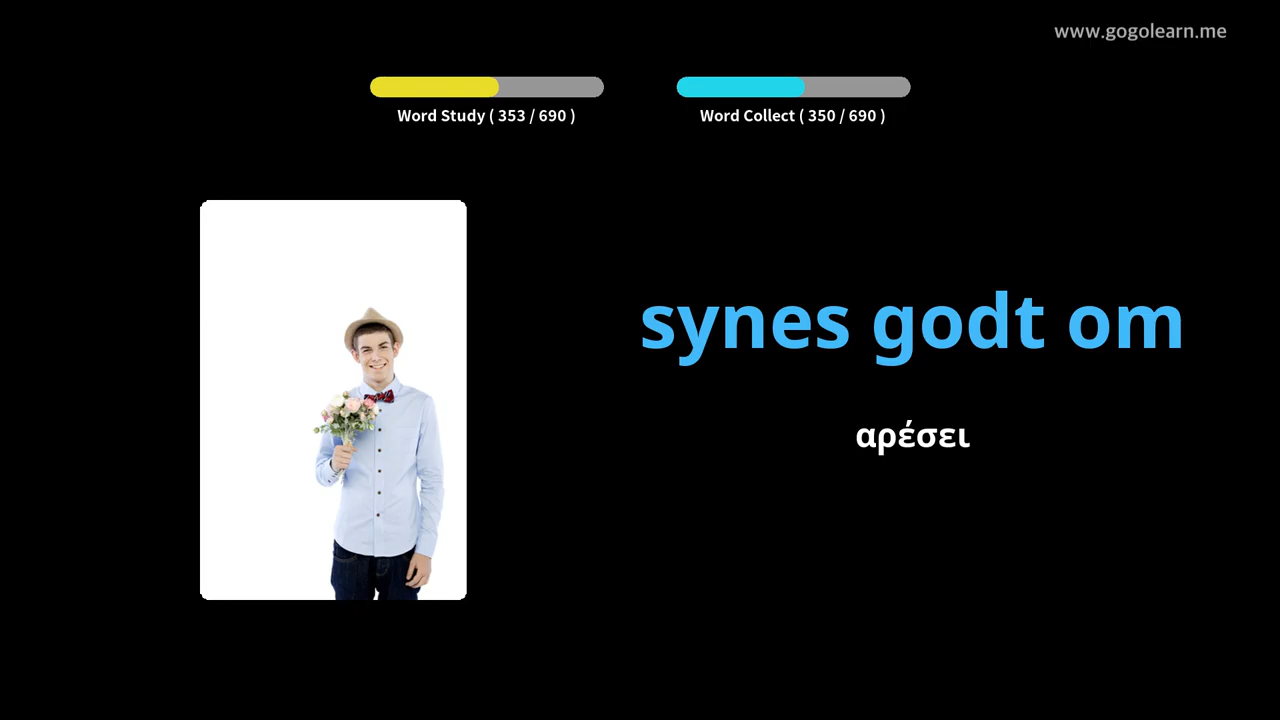 www.gogolearn.me
Word Study ( 353 / 690 )
Word Collect ( 350 / 690 )
synes godt om
αρέσει